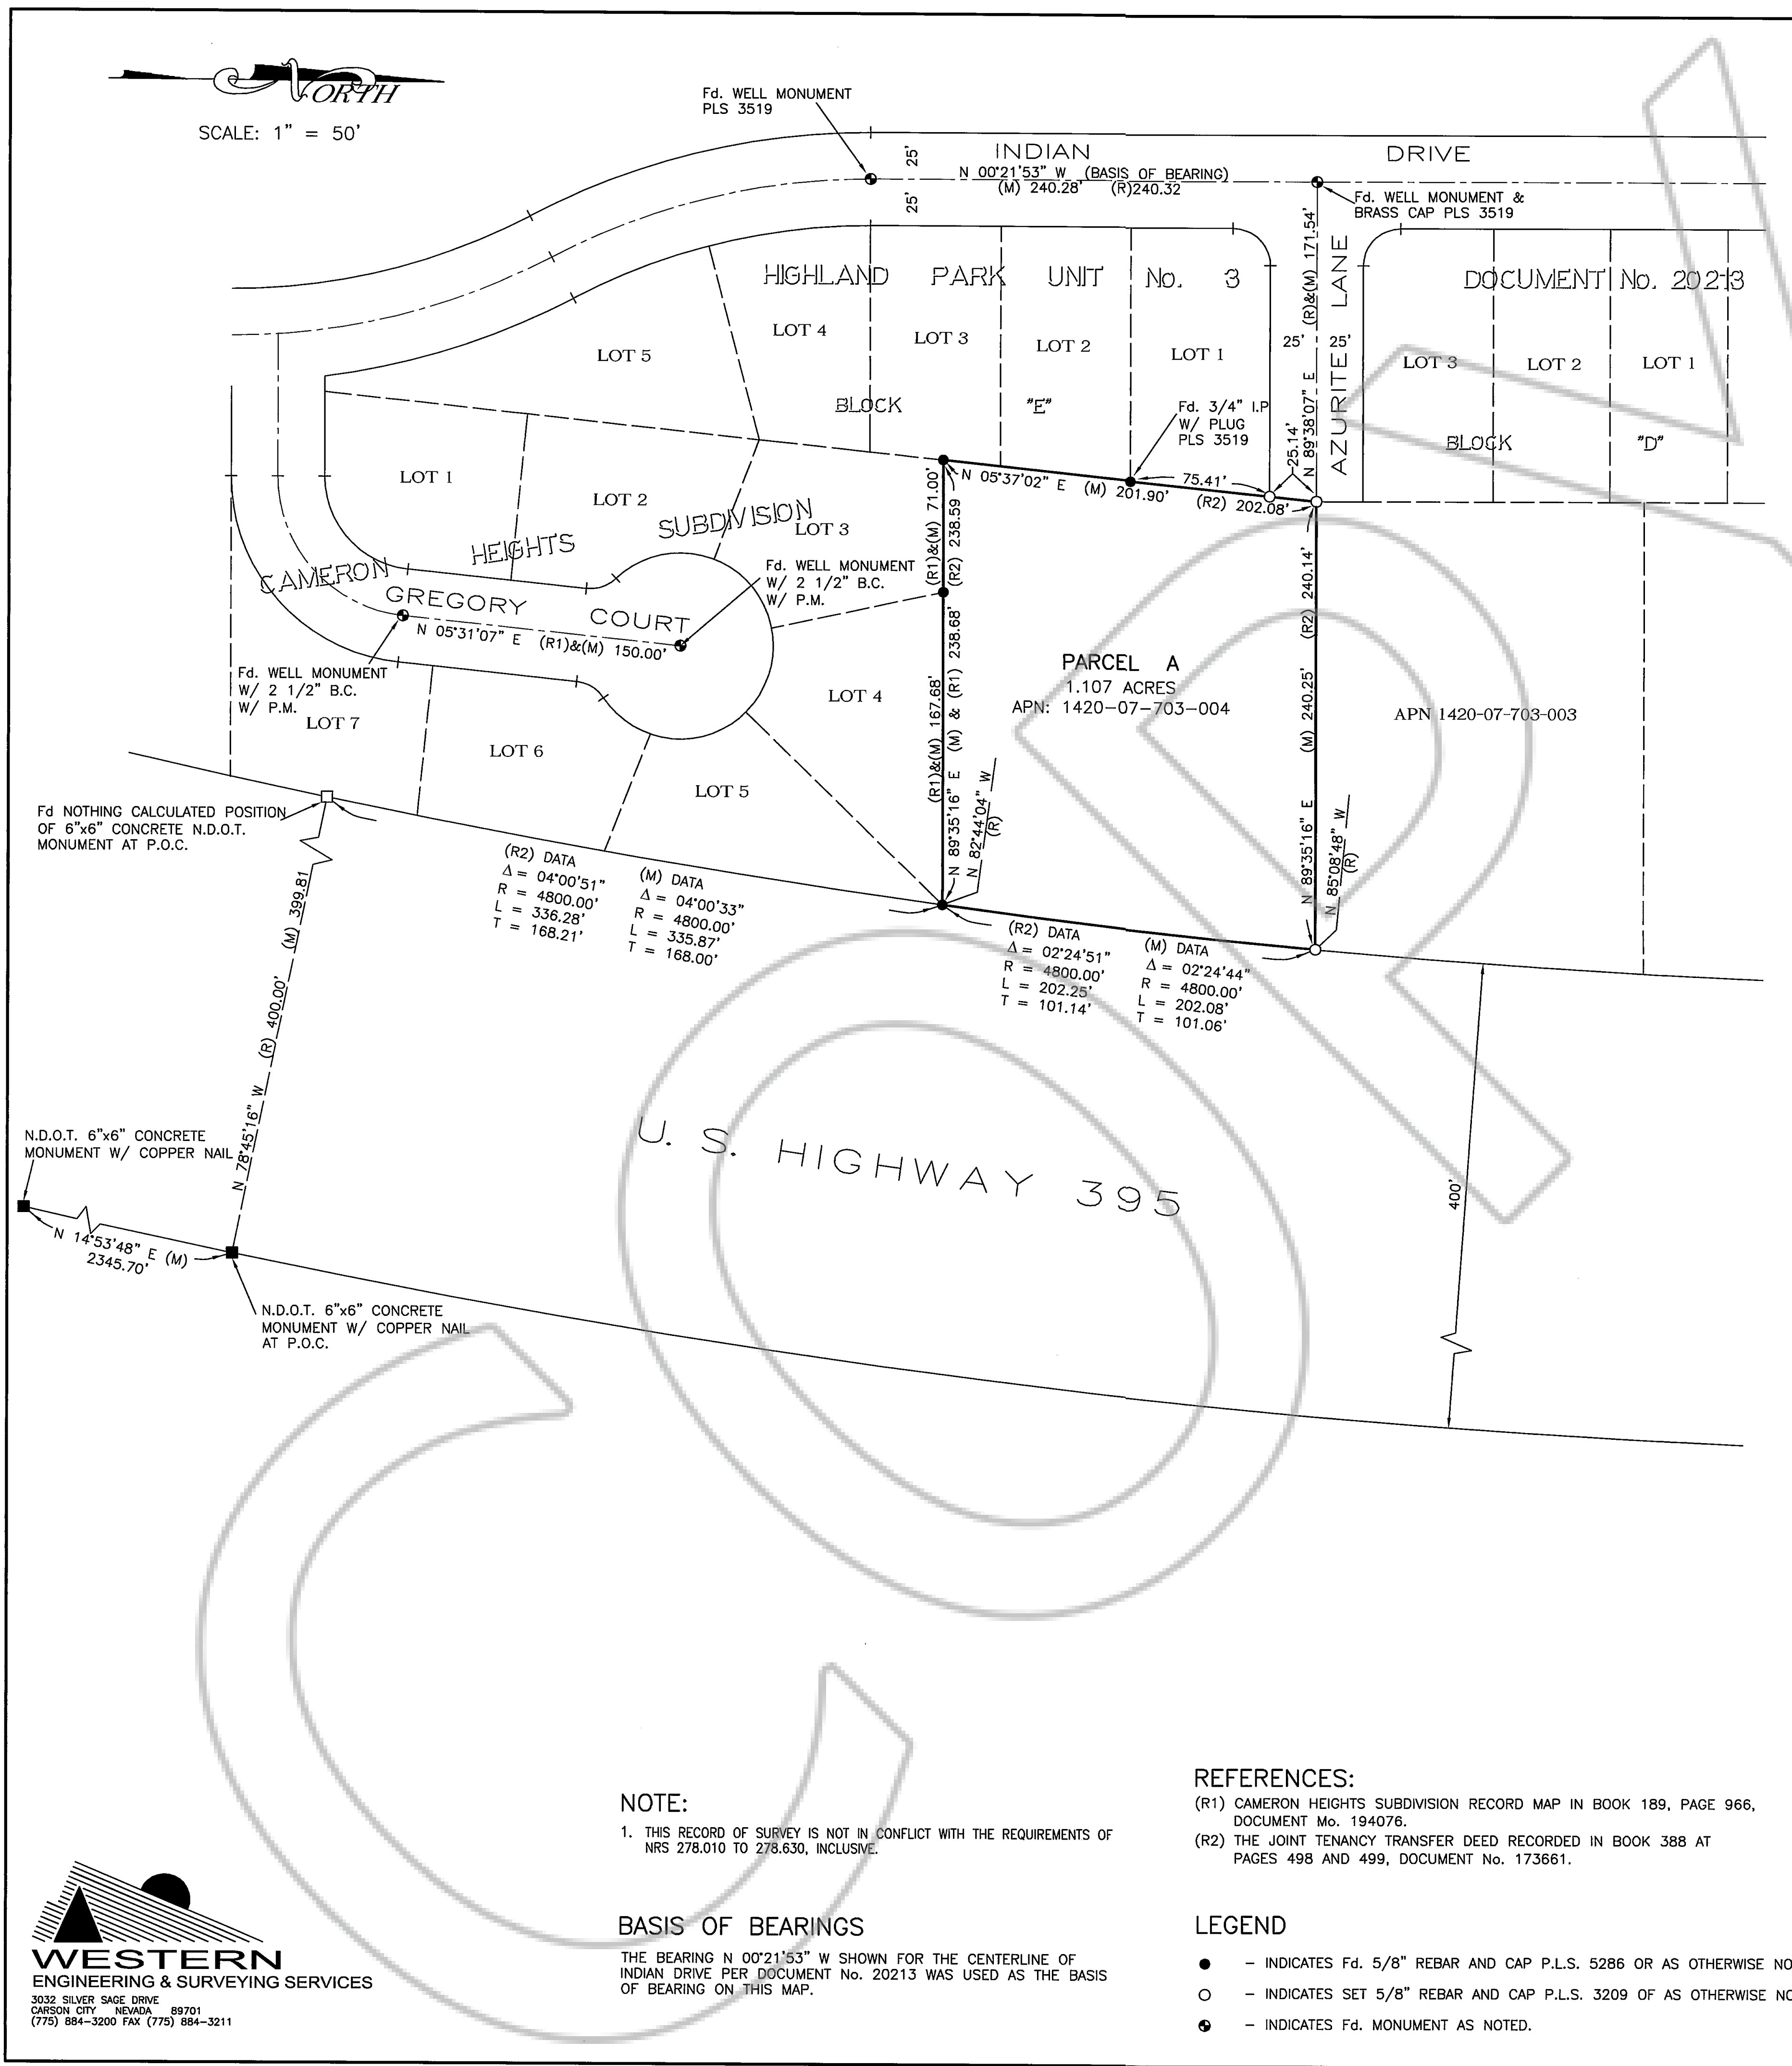 NORTH
SCALE: 1" = 50'
Fd. WELL MONUMENT
PLS 3519
25'
25'
INDIAN DRIVE
N 00°21'53" W (BASIS OF BEARING)
(M) 240.28' (R)240.32
Fd. WELL MONUMENT &
BRASS CAP PLS 3519
HIGHLAND PARK UNIT No. 3
DOCUMENT No. 20213
LOT 5
LOT 4
LOT 3
LOT 2
LOT 1
25'
25'
N 89°38'07" E (R)&(M) 171.54'
AZURITE LANE
LOT 3
LOT 2
LOT 1
BLOCK "E"
BLOCK "D"
Fd. 3/4" I.P
W/ PLUG
PLS 3519
25.14'
75.41'
N 05°37'02" E (M) 201.90' (R2) 202.08'
LOT 1
LOT 2
LOT 3
CAMERON HEIGHTS SUBDIVISION
GREGORY COURT
N 05°31'07" E (R1)&(M) 150.00'
Fd. WELL MONUMENT
W/ 2 1/2" B.C.
W/ P.M.
Fd. WELL MONUMENT
W/ 2 1/2" B.C.
W/ P.M.
LOT 7
LOT 6
LOT 5
LOT 4
(R1)&(M) 71.00'
(R1)&(M) 167.68'
(R2) 238.59
N 89°35'16" E (M) & (R1) 238.68'
N 82°44'04" W
(R)
PARCEL A
1.107 ACRES
APN: 1420-07-703-004
N 89°35'16" E (M) 240.25' (R2) 240.14'
N 85°08'48" W
(R)
APN 1420-07-703-003
Fd NOTHING CALCULATED POSITION
OF 6"x6" CONCRETE N.D.O.T.
MONUMENT AT P.O.C.
(R2) DATA
Δ = 04°00'51"
R = 4800.00'
L = 336.28'
T = 168.21'
(M) DATA
Δ = 04°00'33"
R = 4800.00'
L = 335.87'
T = 168.00'
(R2) DATA
Δ = 02°24'51"
R = 4800.00'
L = 202.25'
T = 101.14'
(M) DATA
Δ = 02°24'44"
R = 4800.00'
L = 202.08'
T = 101.06'
N 78°45'16" W (R) 400.00' (M) 399.81
U. S. HIGHWAY 395
400'
N.D.O.T. 6"x6" CONCRETE
MONUMENT W/ COPPER NAIL
N 14°53'48" E (M)
2345.70'
N.D.O.T. 6"x6" CONCRETE
MONUMENT W/ COPPER NAIL
AT P.O.C.
NOTE:
1. THIS RECORD OF SURVEY IS NOT IN CONFLICT WITH THE REQUIREMENTS OF
NRS 278.010 TO 278.630, INCLUSIVE.
BASIS OF BEARINGS
THE BEARING N 00°21'53" W SHOWN FOR THE CENTERLINE OF
INDIAN DRIVE PER DOCUMENT No. 20213 WAS USED AS THE BASIS
OF BEARING ON THIS MAP.
REFERENCES:
(R1) CAMERON HEIGHTS SUBDIVISION RECORD MAP IN BOOK 189, PAGE 966,
DOCUMENT Mo. 194076.
(R2) THE JOINT TENANCY TRANSFER DEED RECORDED IN BOOK 388 AT
PAGES 498 AND 499, DOCUMENT No. 173661.
LEGEND
– INDICATES Fd. 5/8" REBAR AND CAP P.L.S. 5286 OR AS OTHERWISE NO
– INDICATES SET 5/8" REBAR AND CAP P.L.S. 3209 OF AS OTHERWISE NO
– INDICATES Fd. MONUMENT AS NOTED.
WESTERN
ENGINEERING & SURVEYING SERVICES
3032 SILVER SAGE DRIVE
CARSON CITY NEVADA 89701
(775) 884-3200 FAX (775) 884-3211
COPY